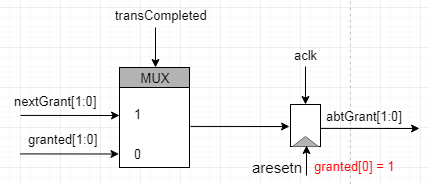 transCompleted
aclk
MUX
nextGrant[1:0]
1
abtGrant[1:0]
granted[1:0]
0
aresetn
granted[0] = 1